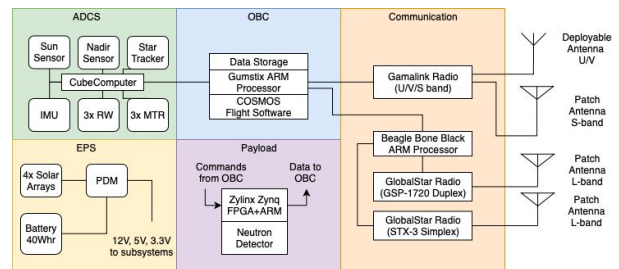 ADCS
OBC
Communication
Sun
Sensor
Nadir
Sensor
Star
Tracker
CubeComputer
IMU
3x RW
3x MTR
Data Storage
Gumstix ARM
Processor
COSMOS
Flight Software
Gamalink Radio
(U/V/S band)
Beagle Bone Black
ARM Processor
GlobalStar Radio
(GSP-1720 Duplex)
GlobalStar Radio
(STX-3 Simplex)
Deployable
Antenna
U/V
Patch
Antenna
S-band
Patch
Antenna
L-band
Patch
Antenna
L-band
EPS
4x Solar
Arrays
PDM
Battery
40Whr
12V, 5V, 3.3V
to subsystems
Payload
Commands
from OBC
Data to
OBC
Zylinx Zynq
FPGA+ARM
Neutron
Detector